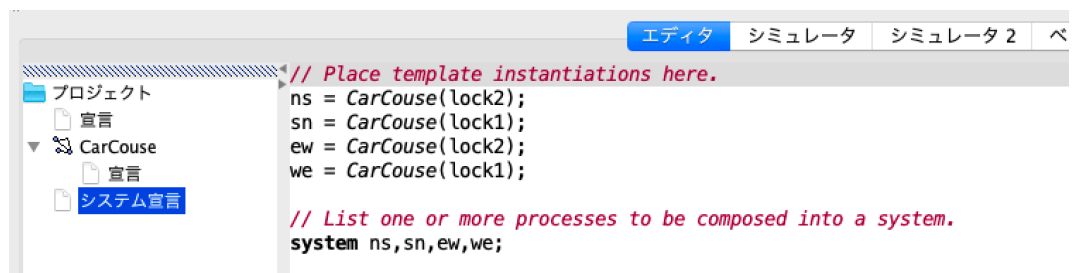 エディタ シミュレータ シミュレータ 2 ベ
プロジェクト
宣言
CarCouse
宣言
システム宣言
// Place template instantiations here.
ns = CarCouse(lock2);
sn = CarCouse(lock1);
ew = CarCouse(lock2);
we = CarCouse(lock1);
// List one or more processes to be composed into a system.
system ns,sn,ew,we;